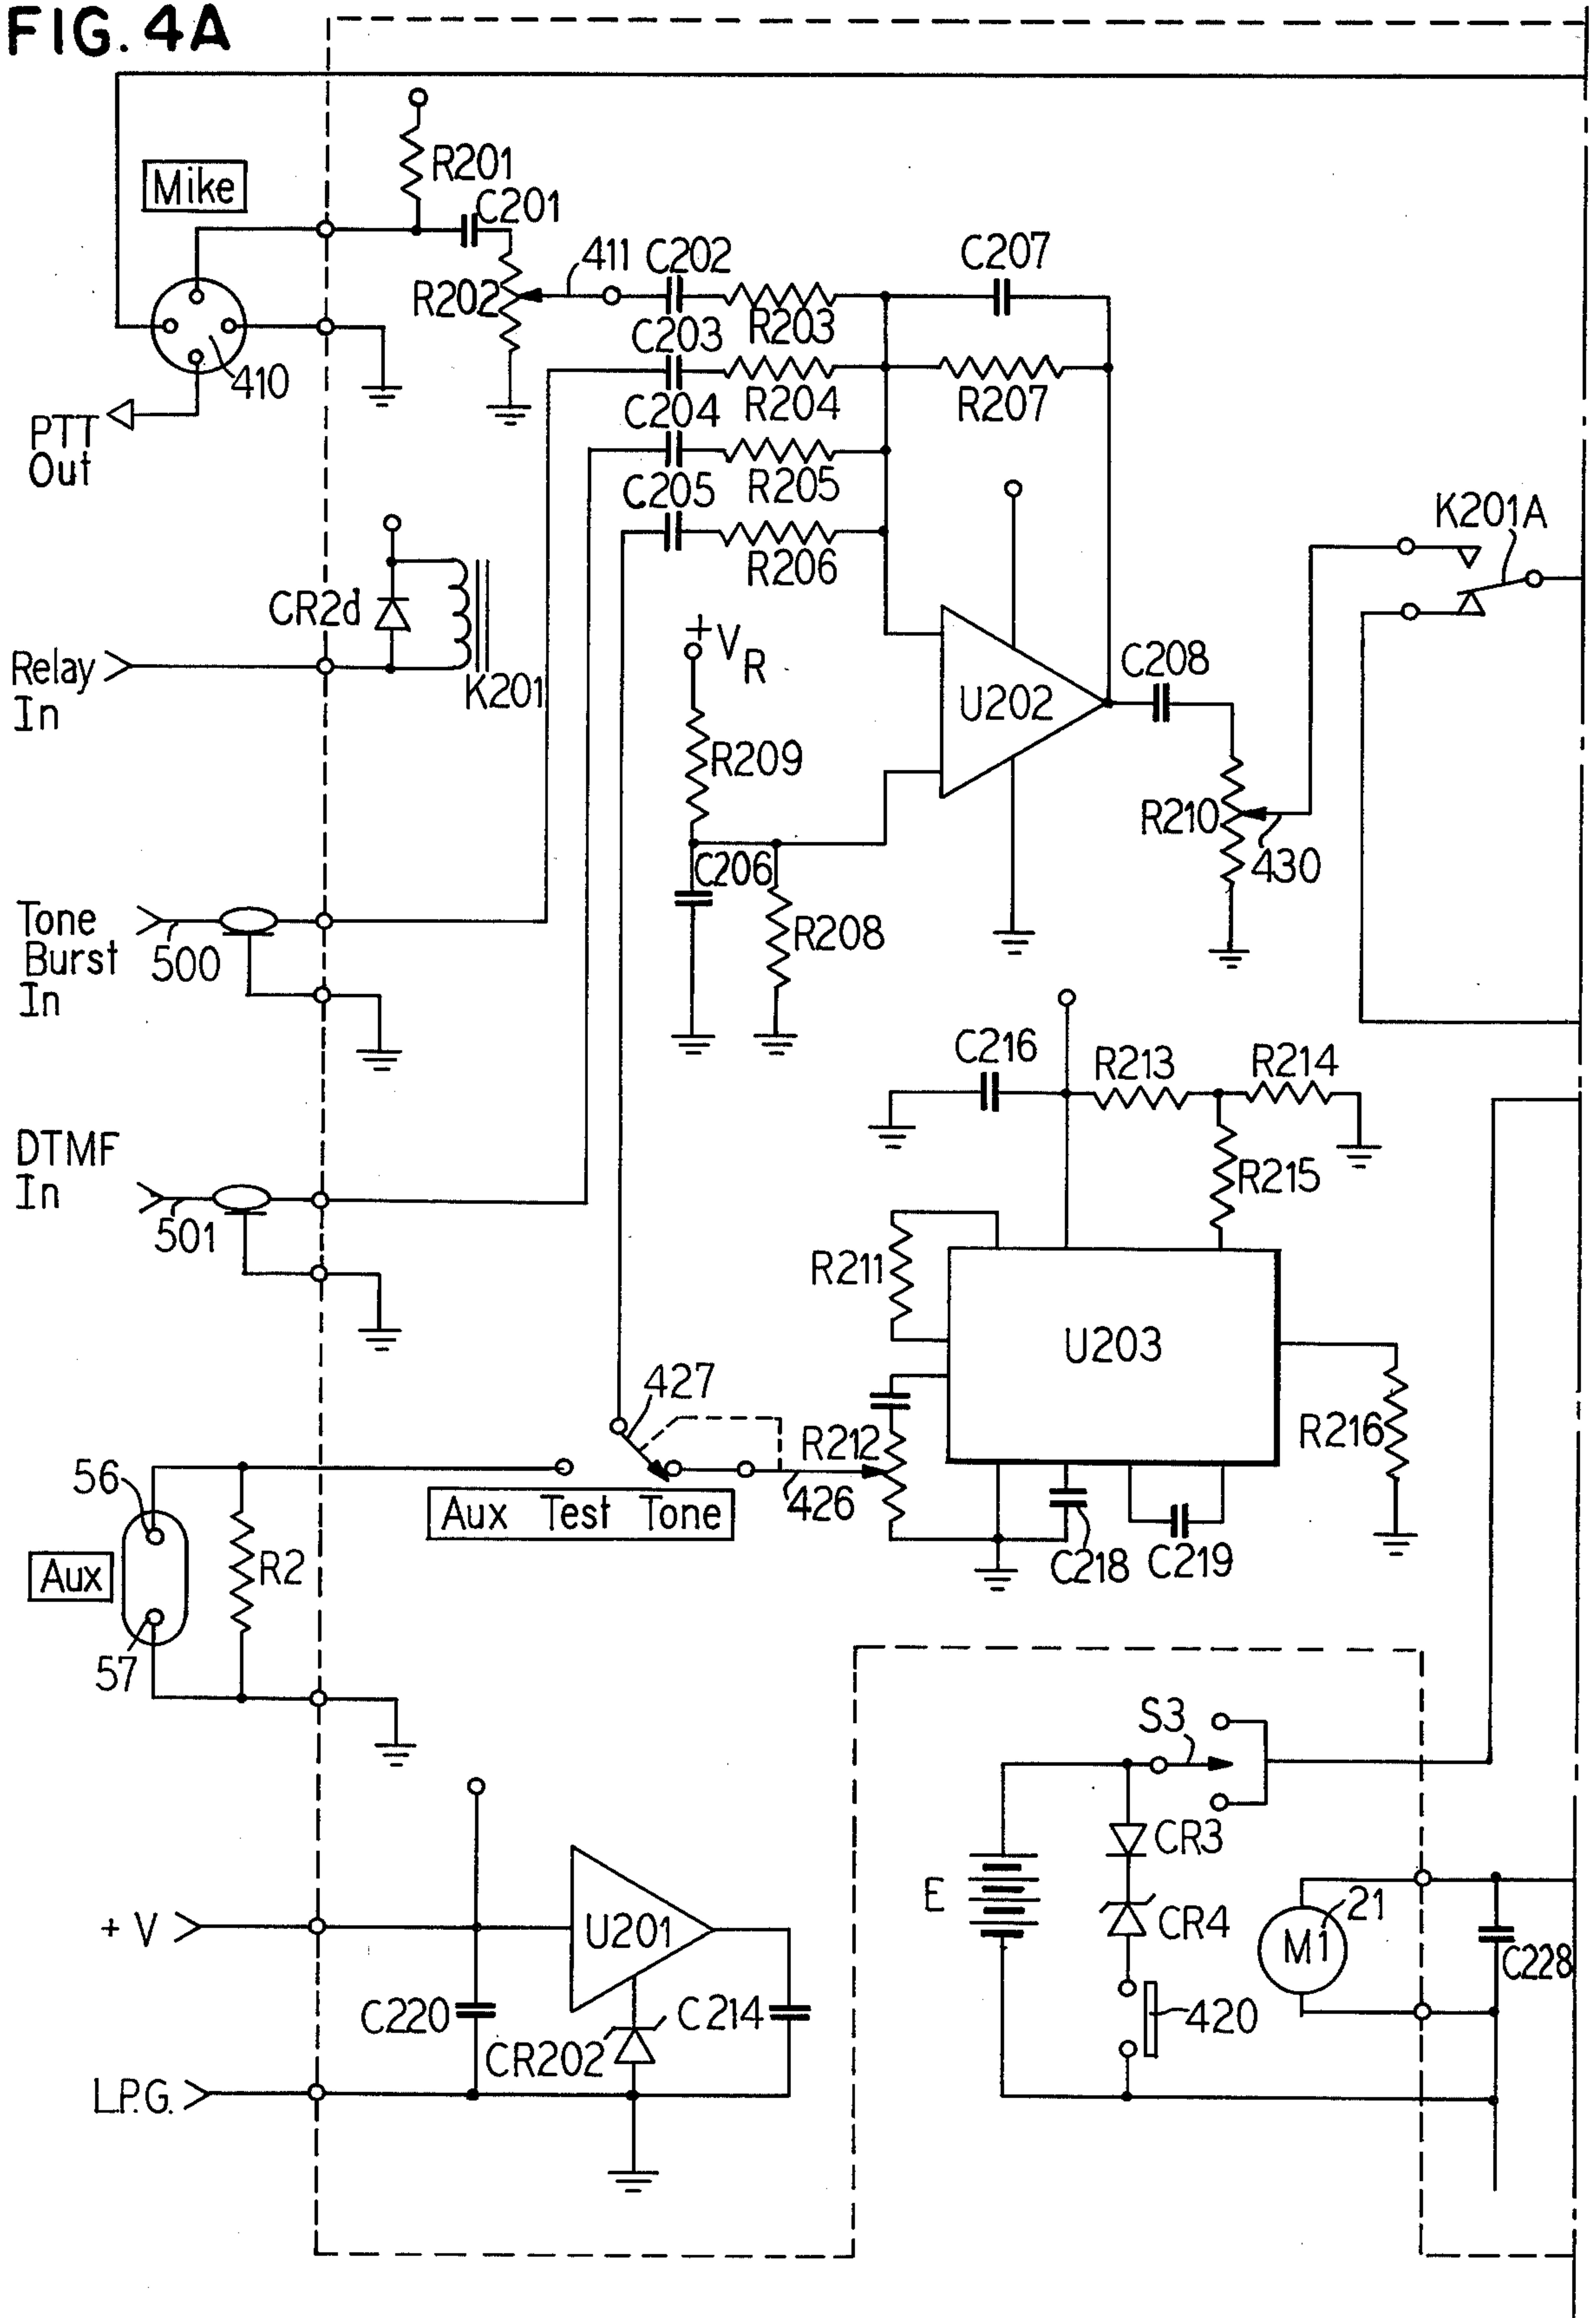 FIG. 4A
R201
Mike
C201
411
C202
C207
R202
R203
C203
410
R204
R207
C204
PTT
Out
R205
C205
K201A
R206
CR2d
+V
R
C208
Relay
In
K201
U202
R209
R210
C206
430
Tone
Burst
In
500
R208
C216
R213
R214
DTMF
In
R215
501
R211
U203
427
R212
R216
56
426
Aux Test Tone
Aux
R2
C218
C219
57
S3
CR3
E
21
+ V
U201
CR4
M1
C228
C220
C214
420
CR202
L.P.G.